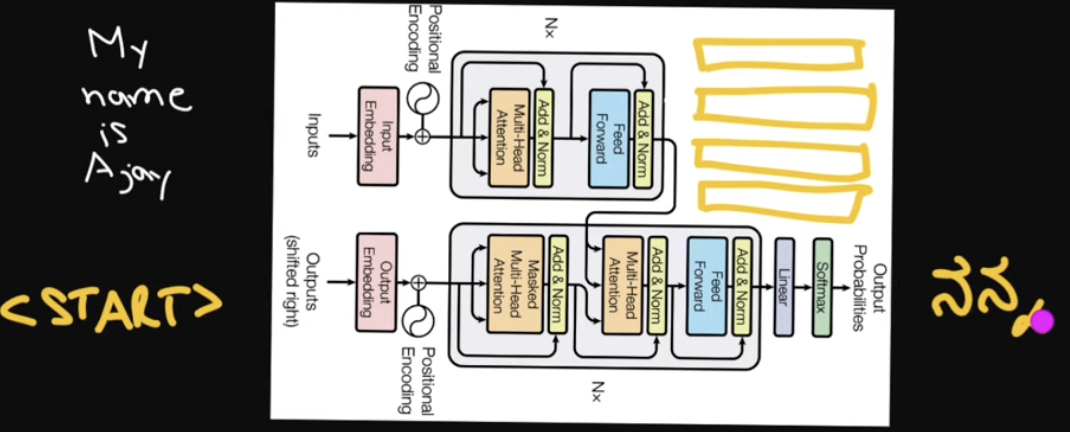 My
name
is
Ajay
<START>
Inputs
Input
Embedding
Positional
Encoding
Nx
Multi-Head
Attention
Add & Norm
Feed
Forward
Add & Norm
Outputs
(shifted right)
Output
Embedding
Positional
Encoding
Nx
Masked
Multi-Head
Attention
Add & Norm
Multi-Head
Attention
Add & Norm
Feed
Forward
Add & Norm
Linear
Softmax
Output
Probabilities
ನನ್